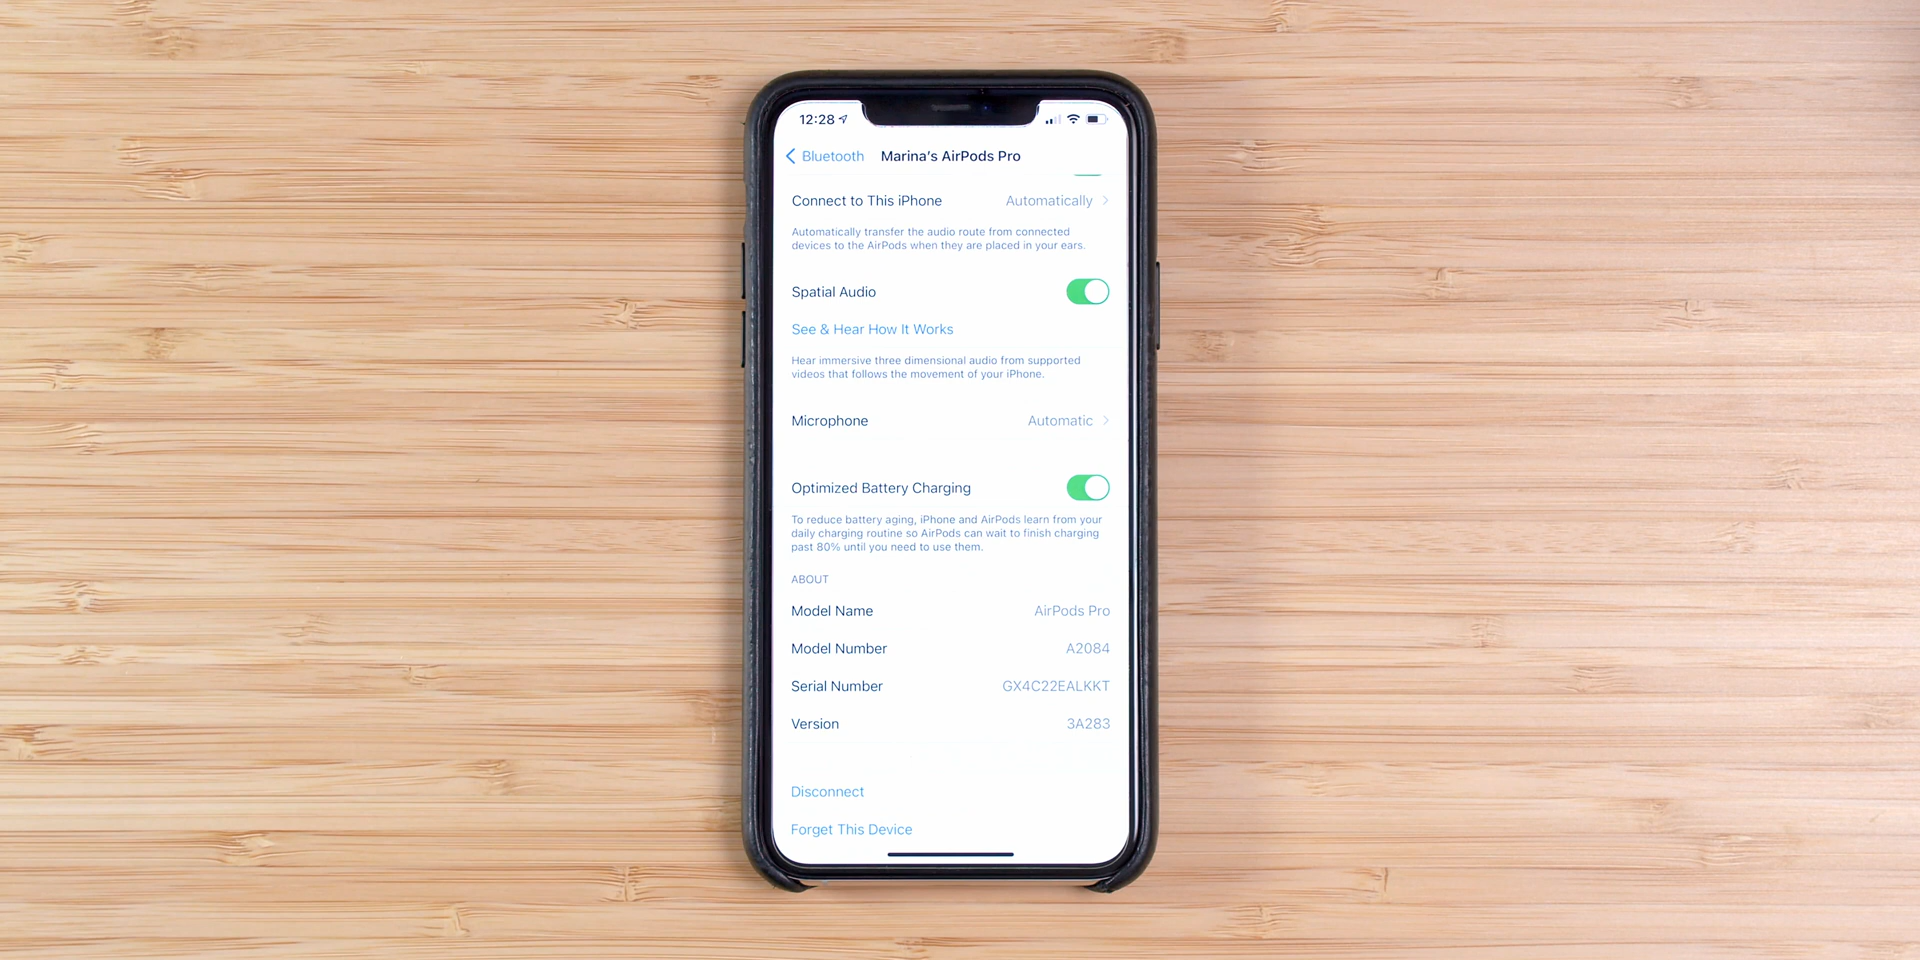 12:28
Bluetooth Marina's AirPods Pro
Connect to This iPhone Automatically
Automatically transfer the audio route from connected
devices to the AirPods when they are placed in your ears.
Spatial Audio
See & Hear How It Works
Hear immersive three dimensional audio from supported
videos that follows the movement of your iPhone.
Microphone Automatic
Optimized Battery Charging
To reduce battery aging, iPhone and AirPods learn from your
daily charging routine so AirPods can wait to finish charging
past 80% until you need to use them.
ABOUT
Model Name AirPods Pro
Model Number A2084
Serial Number GX4C22EALKKT
Version 3A283
Disconnect
Forget This Device